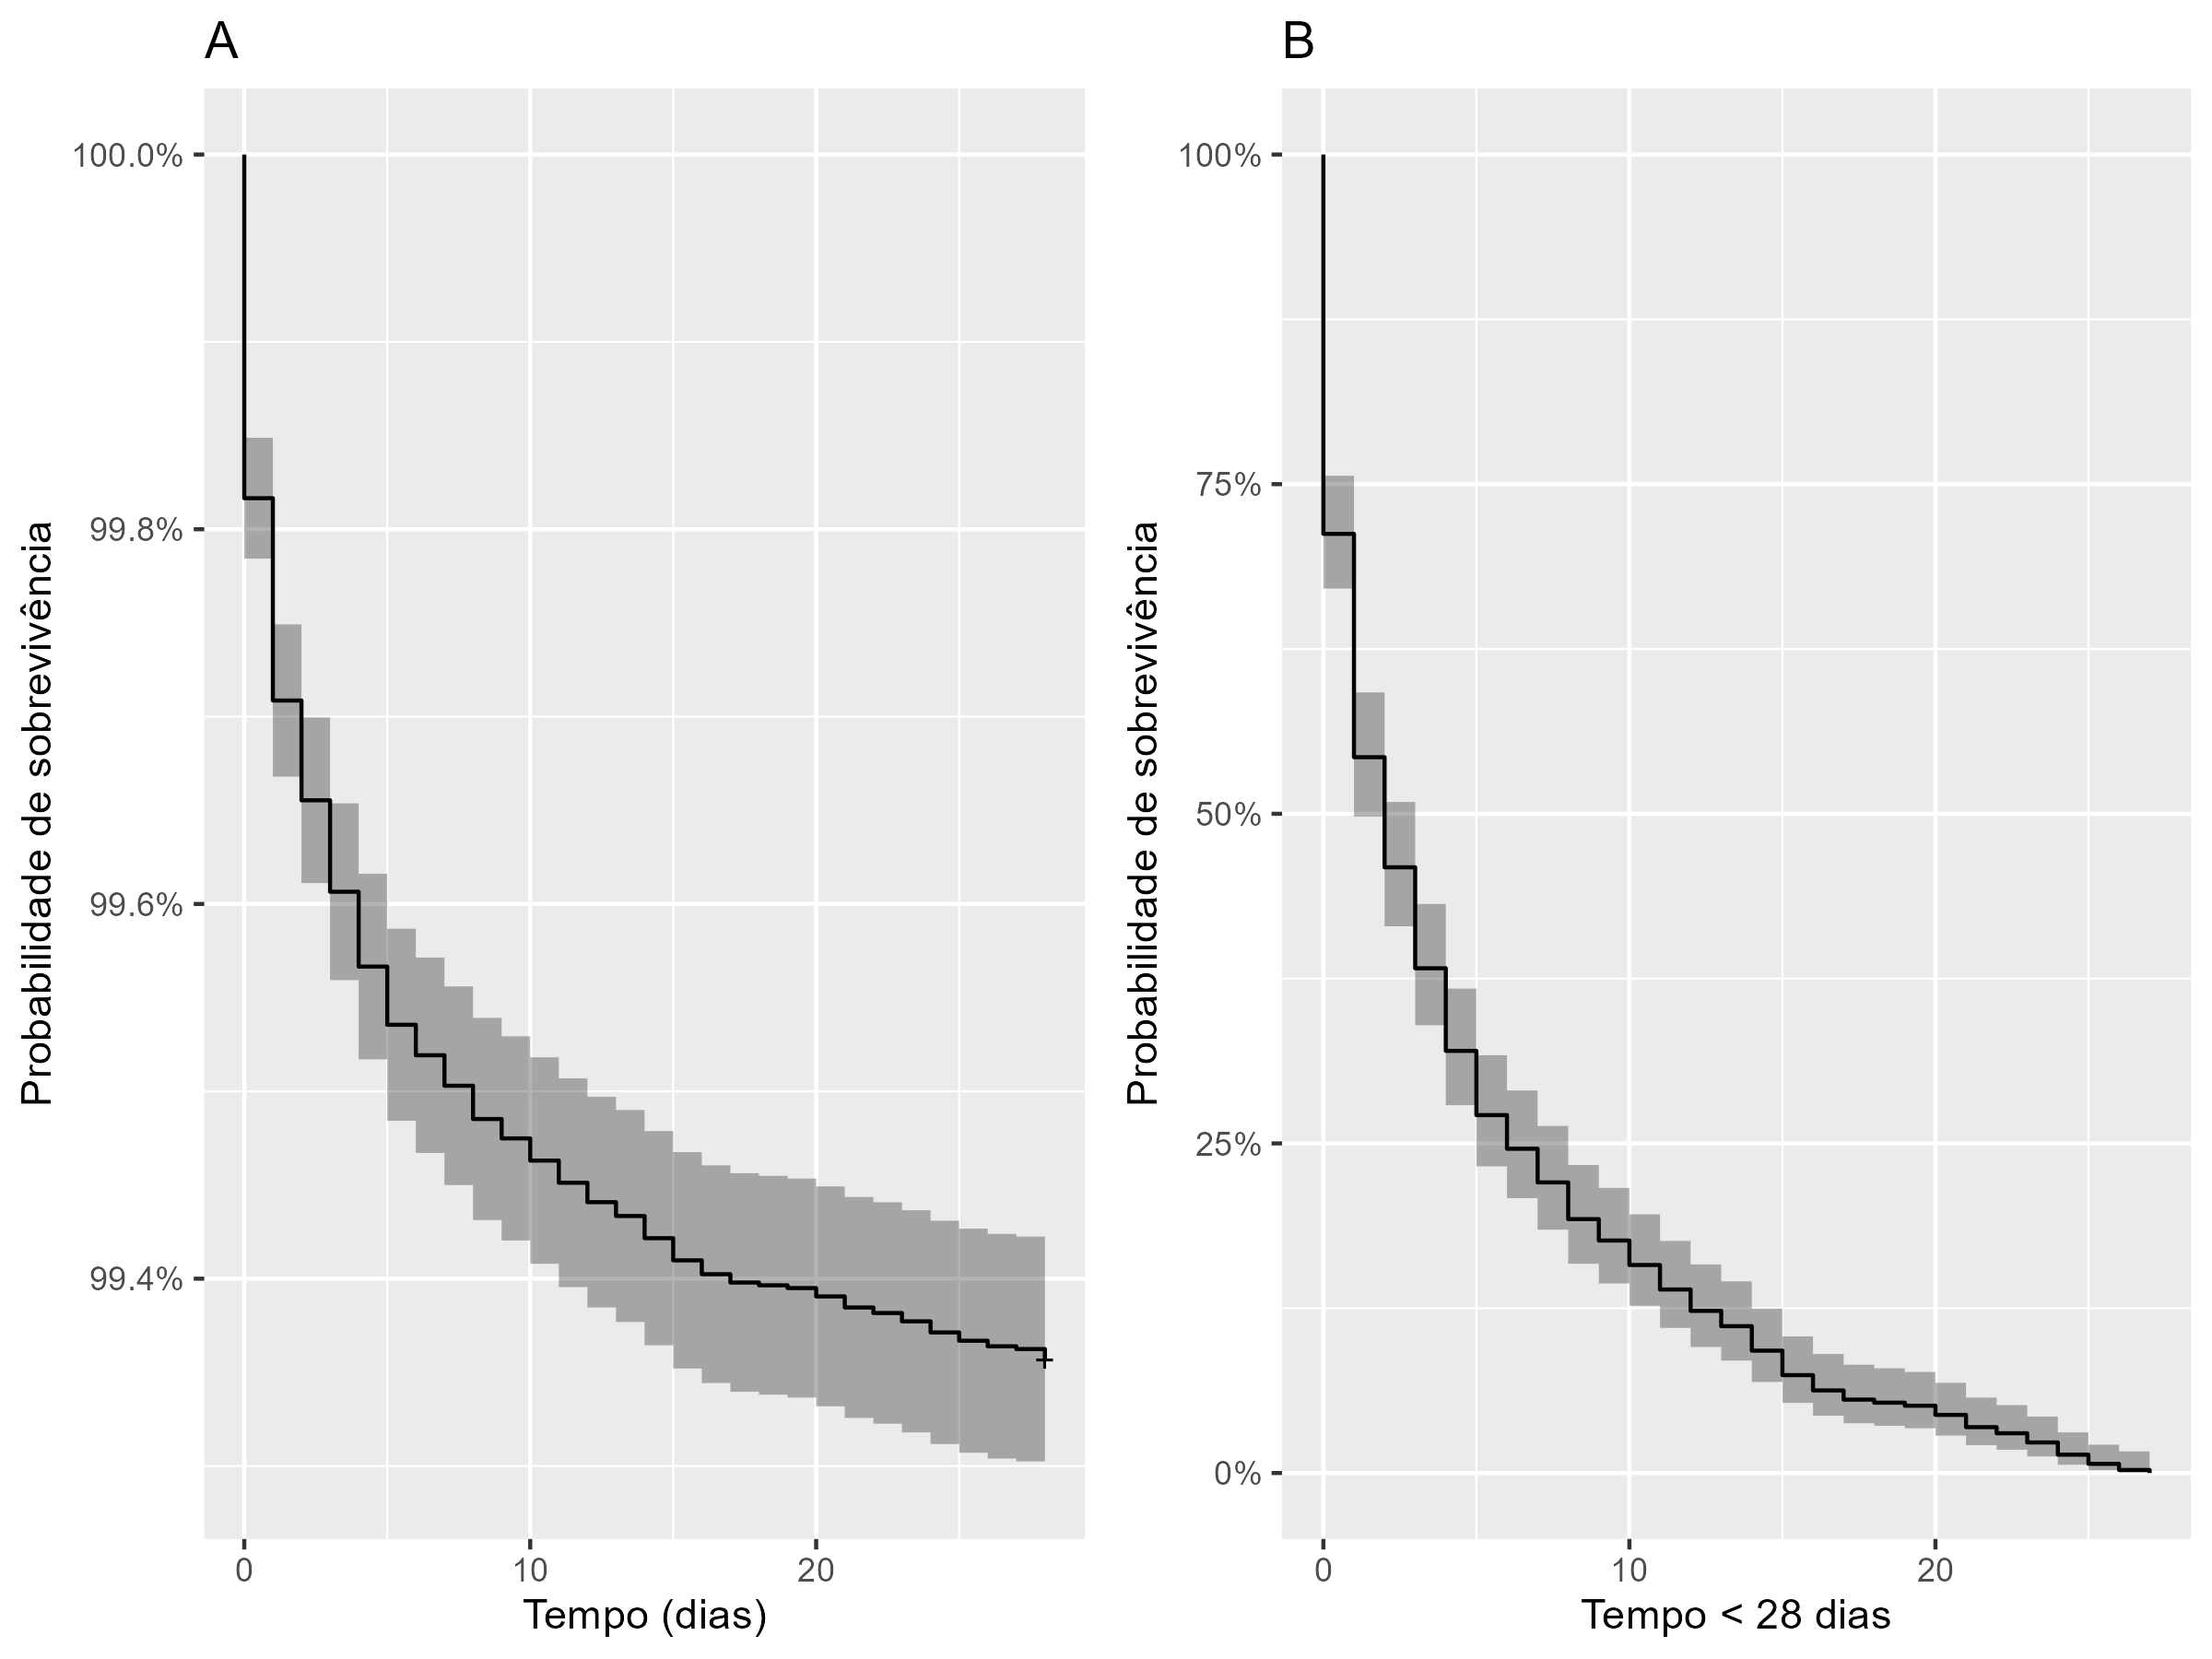 A
Probabilidade de sobrevivência
100.0%
99.8%
99.6%
99.4%
0
10
20
Tempo (dias)
B
Probabilidade de sobrevivência
100%
75%
50%
25%
0%
0
10
20
Tempo < 28 dias